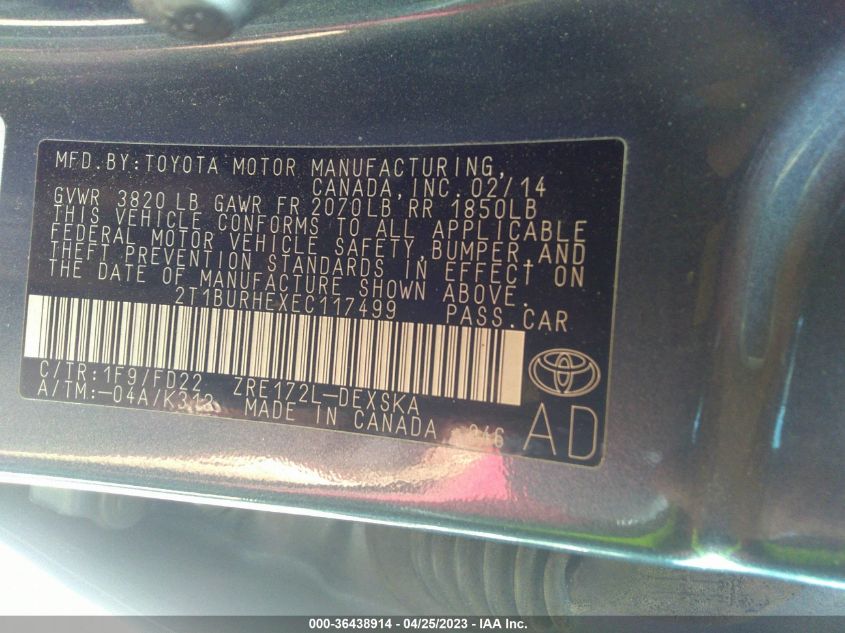 MFD.BY:TOYOTA MOTOR MANUFACTURING,
CANADA,INC. 02/14
GVWR 3820 LB GAWR FR 2070LB RR 1850LB
THIS VEHICLE CONFORMS TO ALL APPLICABLE
FEDERAL MOTOR VEHICLE SAFETY,BUMPER,AND
THEFT PREVENTION STANDARDS IN EFFECT ON
THE DATE OF MANUFACTURE SHOWN ABOVE.
2T1BURHEXEC117499 PASS.CAR
C/TR:1F9/FD22 ZRE172L-DEXSKA
A/TM:-04A/K313 MADE IN CANADA
AD
000-36438914 - 04/25/2023 - IAA Inc.